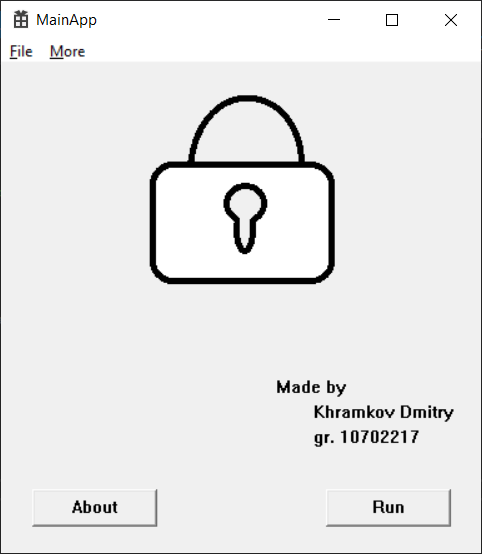 MainApp
File More
Made by
Khramkov Dmitry
gr. 10702217
About Run